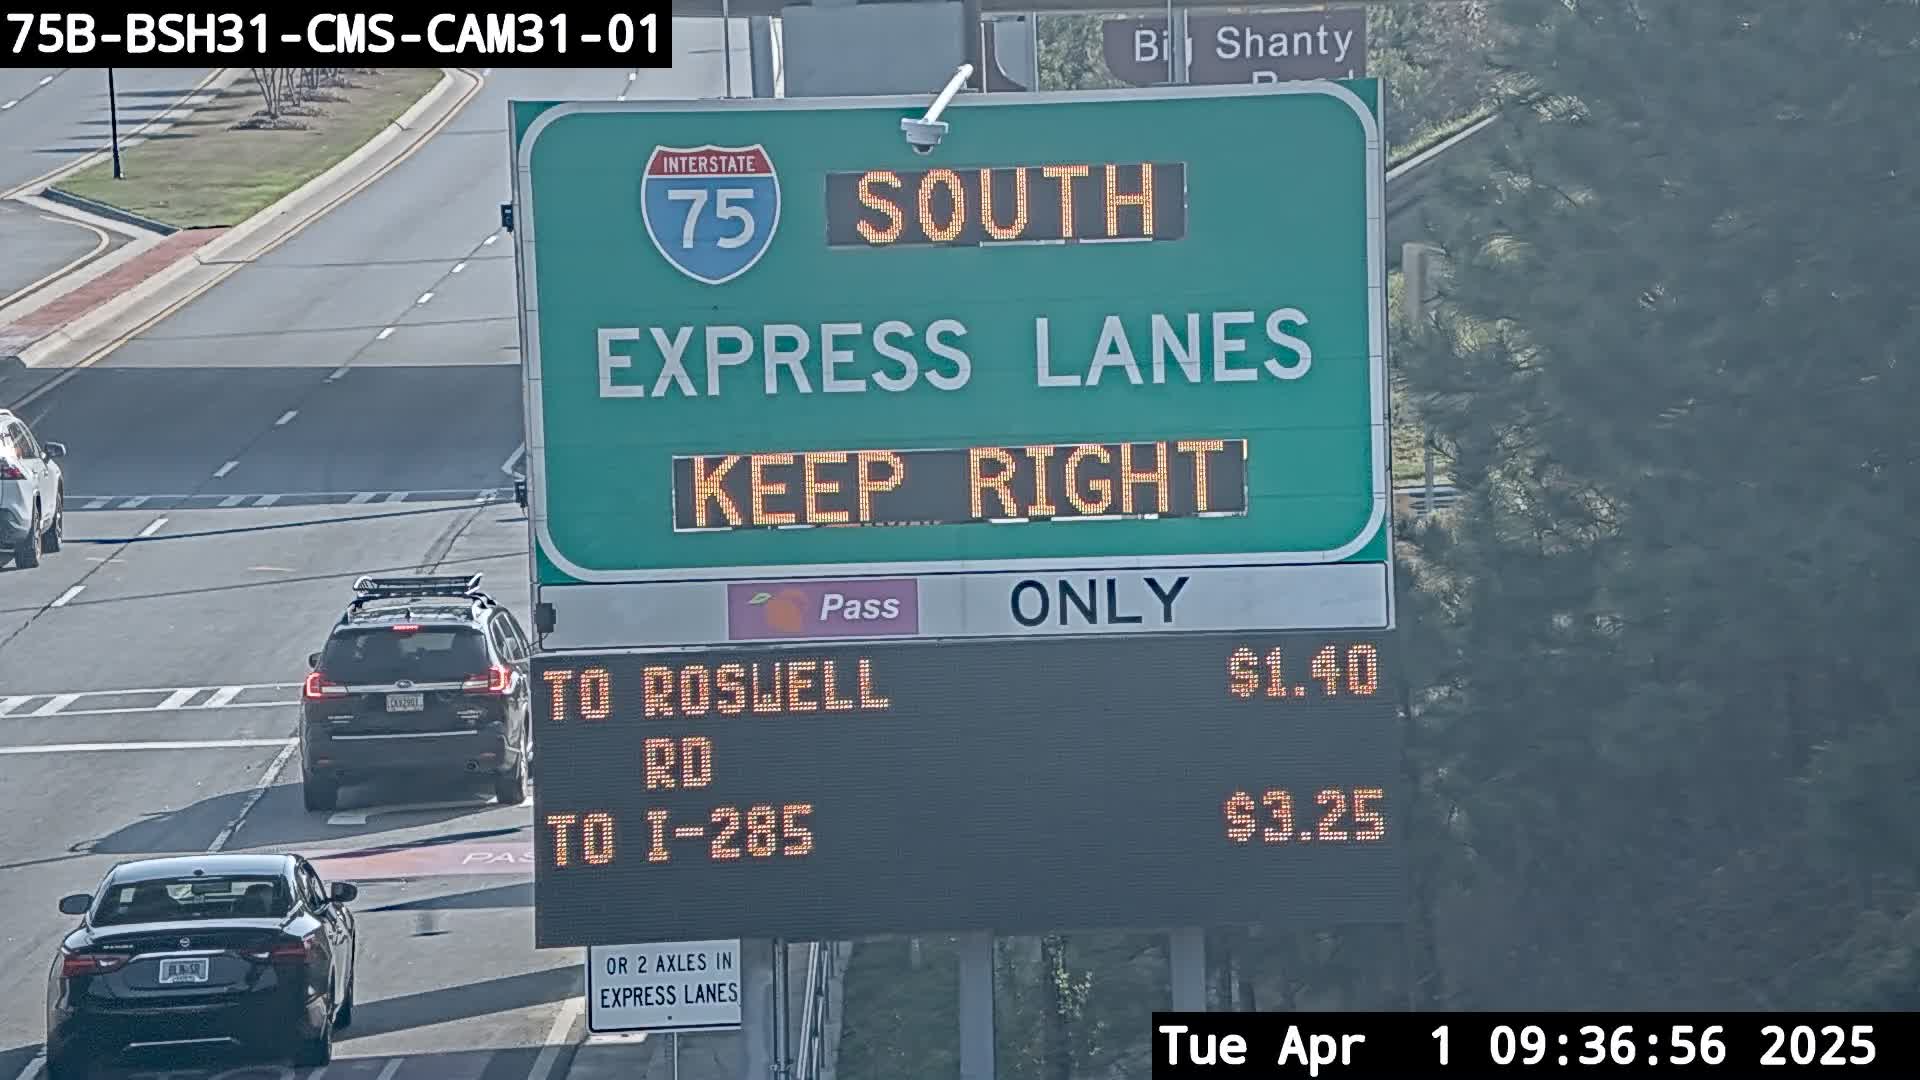 75B-BSH31-CMS-CAM31-01
Big Shanty
Road
INTERSTATE
75
SOUTH
EXPRESS LANES
KEEP RIGHT
Pass
ONLY
TO ROSWELL $1.40
RD
TO I-285 $3.25
PAS
OR 2 AXLES IN
EXPRESS LANES
Tue Apr 1 09:36:56 2025